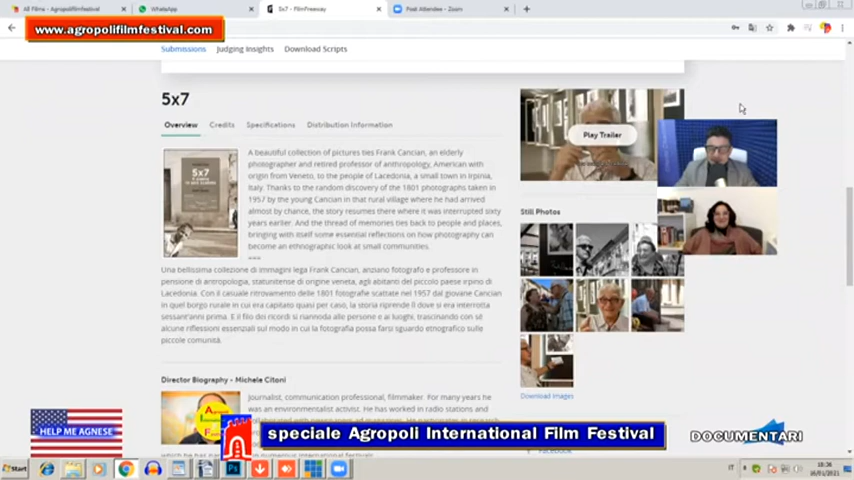 All Films - Agropolifilmfestival
WhatsApp
5x7 - FilmFreeway
Post Attendee - Zoom
www.agropolifilmfestival.com
Submissions Judging Insights Download Scripts
5x7
Overview Credits Specifications Distribution Information
5x7
A beautiful collection of pictures ties Frank Cancian, an elderly
photographer and retired professor of anthropology, American with
origin from Veneto, to the people of Lacedonia, a small town in Irpinia,
Italy. Thanks to the random discovery of the 1801 photographs taken in
1957 by the young Cancian in that rural village where he had arrived
almost by chance, the story resumes there where it was interrupted sixty
years earlier. And the thread of memories ties back to people and places,
bringing with itself some essential reflections on how photography can
become an ethnographic look at small communities.
***
Una bellissima collezione di immagini lega Frank Cancian, anziano fotografo e professore in
pensione di antropologia, statunitense di origine veneta, agli abitanti del piccolo paese irpino di
Lacedonia. Con il casuale ritrovamento delle 1801 fotografie scattate nel 1957 dal giovane Cancian
in quel borgo rurale in cui era capitato quasi per caso, la storia riprende lì dove si era interrotta
sessant'anni prima. E il filo dei ricordi si riannoda alle persone e ai luoghi, trascinando con sé
alcune riflessioni essenziali sul modo in cui la fotografia possa farsi sguardo etnografico sulle
piccole comunità.
Play Trailer
Still Photos
Download Images
Director Biography - Michele Citoni
Journalist, communication professional, filmmaker. For many years he
was an environmentalist activist. He has worked in radio stations and
HELP ME AGNESE
speciale Agropoli International Film Festival
DOCUMENTARI
Facebook
Start
IT
18:36
16/01/2021